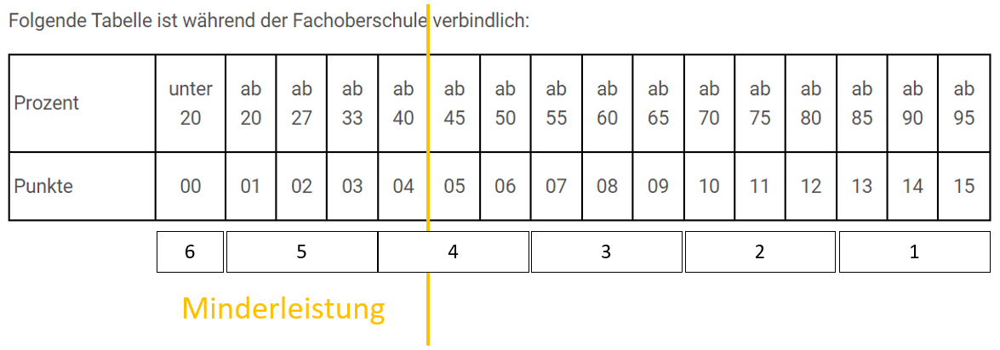 Folgende Tabelle ist während der Fachoberschule verbindlich:
Prozent unter 20 ab 20 ab 27 ab 33 ab 40 ab 45 ab 50 ab 55 ab 60 ab 65 ab 70 ab 75 ab 80 ab 85 ab 90 ab 95
Punkte 00 01 02 03 04 05 06 07 08 09 10 11 12 13 14 15
6 5 4 3 2 1
Minderleistung